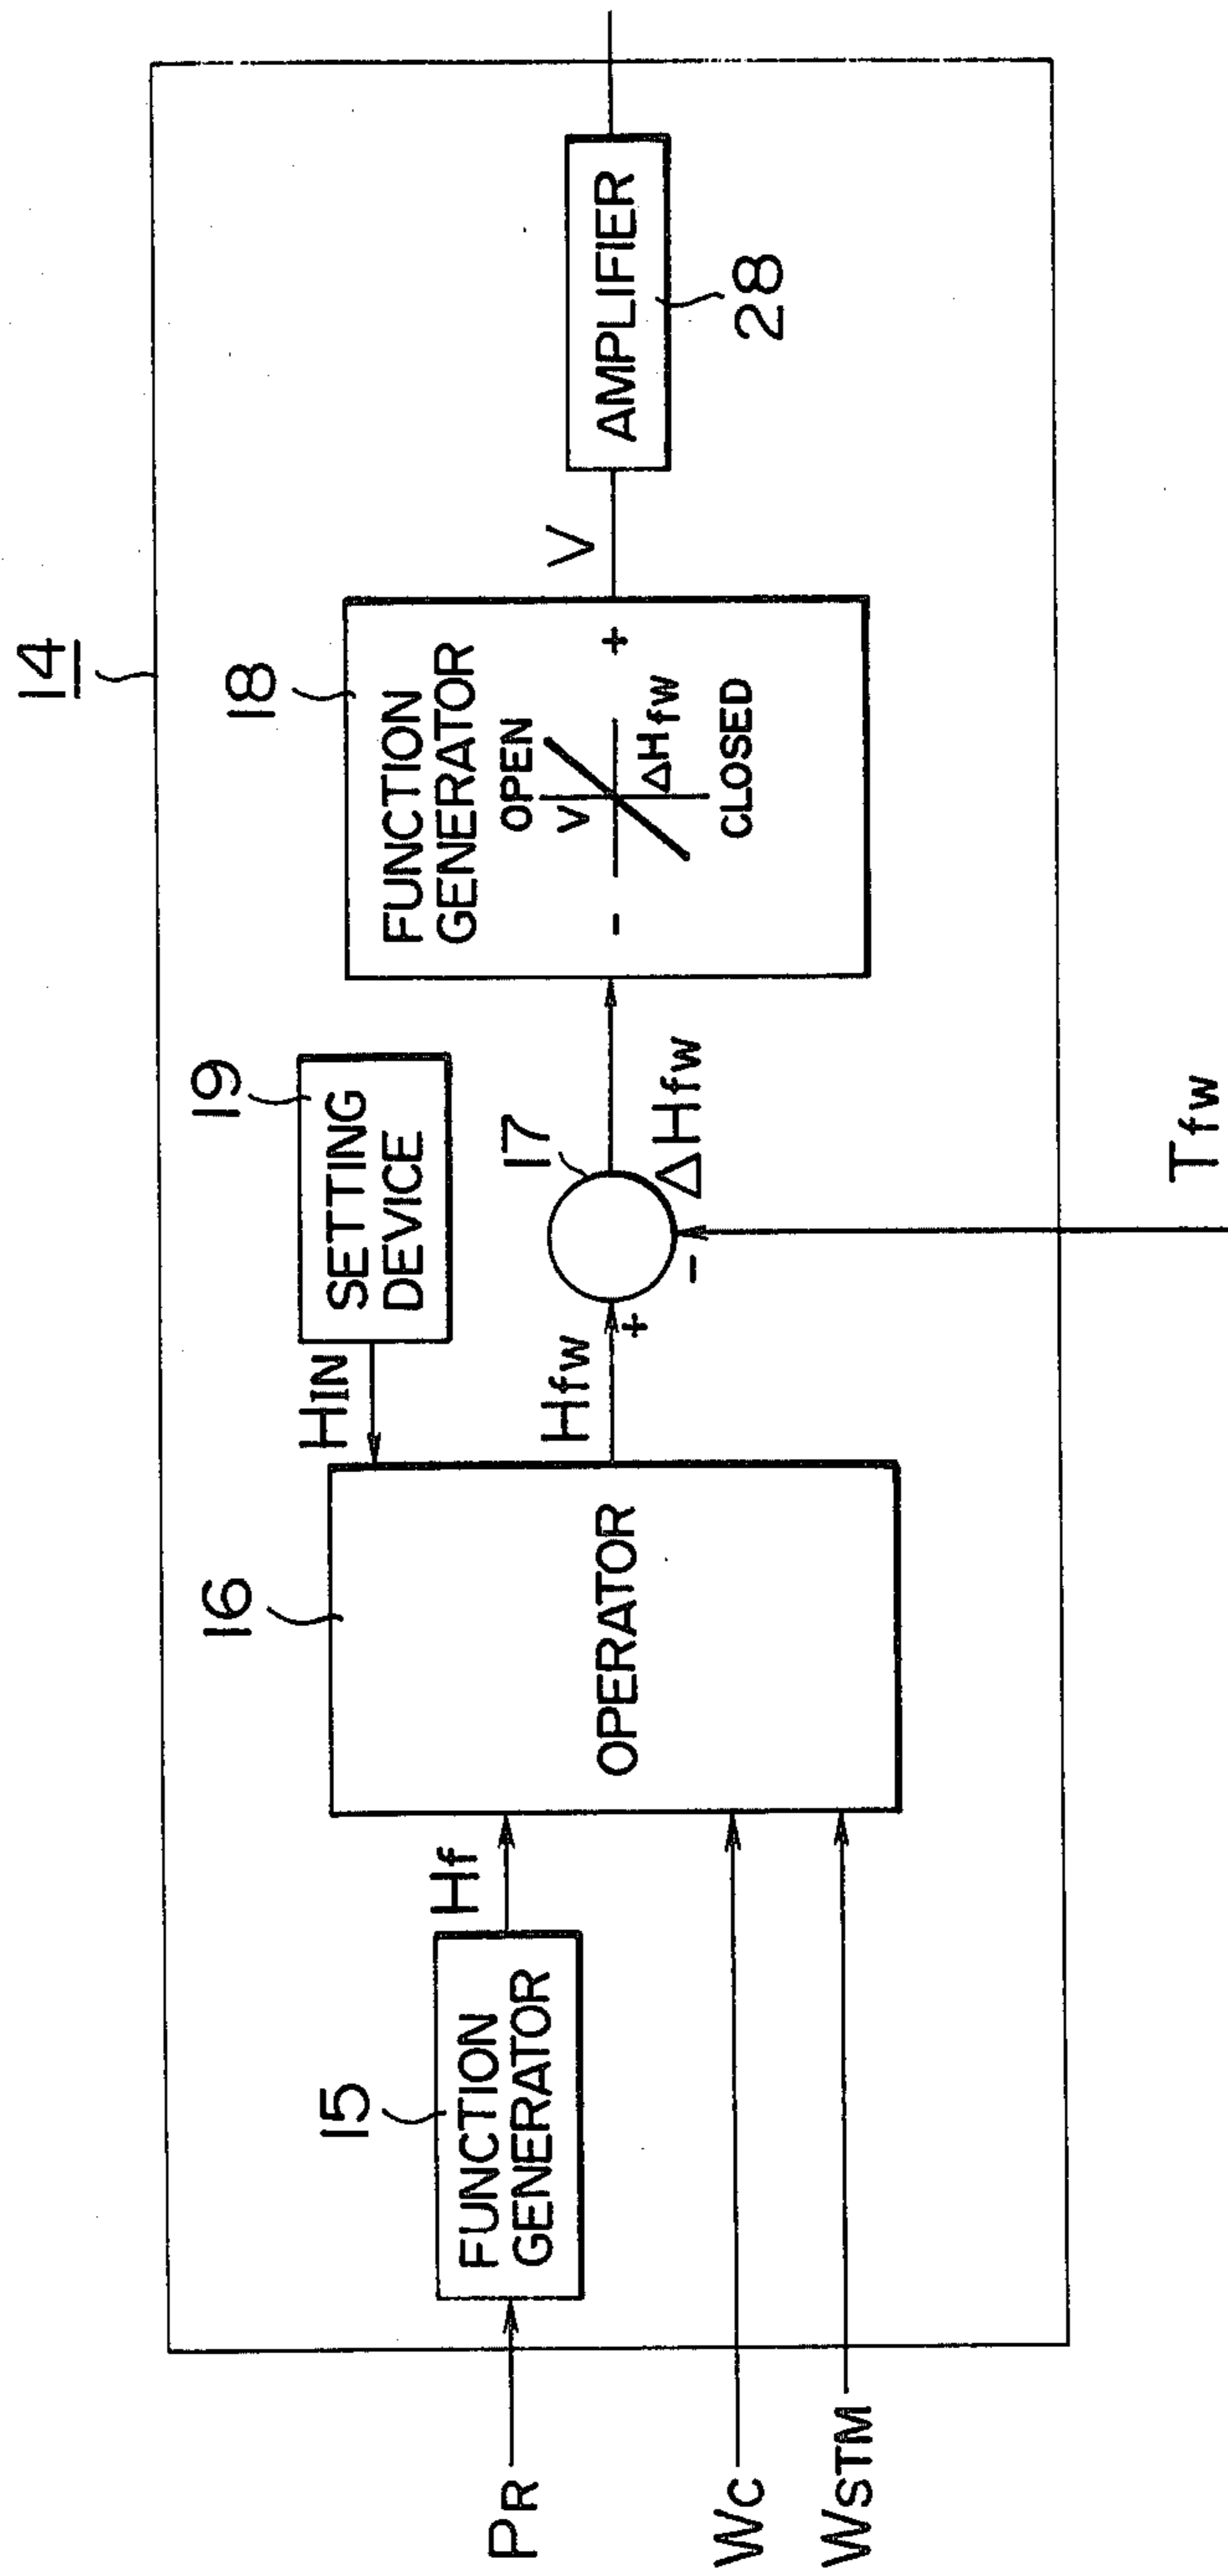 14
PR
WC
WSTM
15
FUNCTION
GENERATOR
Hf
16
OPERATOR
HIN
19
SETTING
DEVICE
Hfw
+
-
17
ΔHfw
Tfw
18
FUNCTION
GENERATOR
OPEN
V
-
+
ΔHfw
CLOSED
V
AMPLIFIER
28